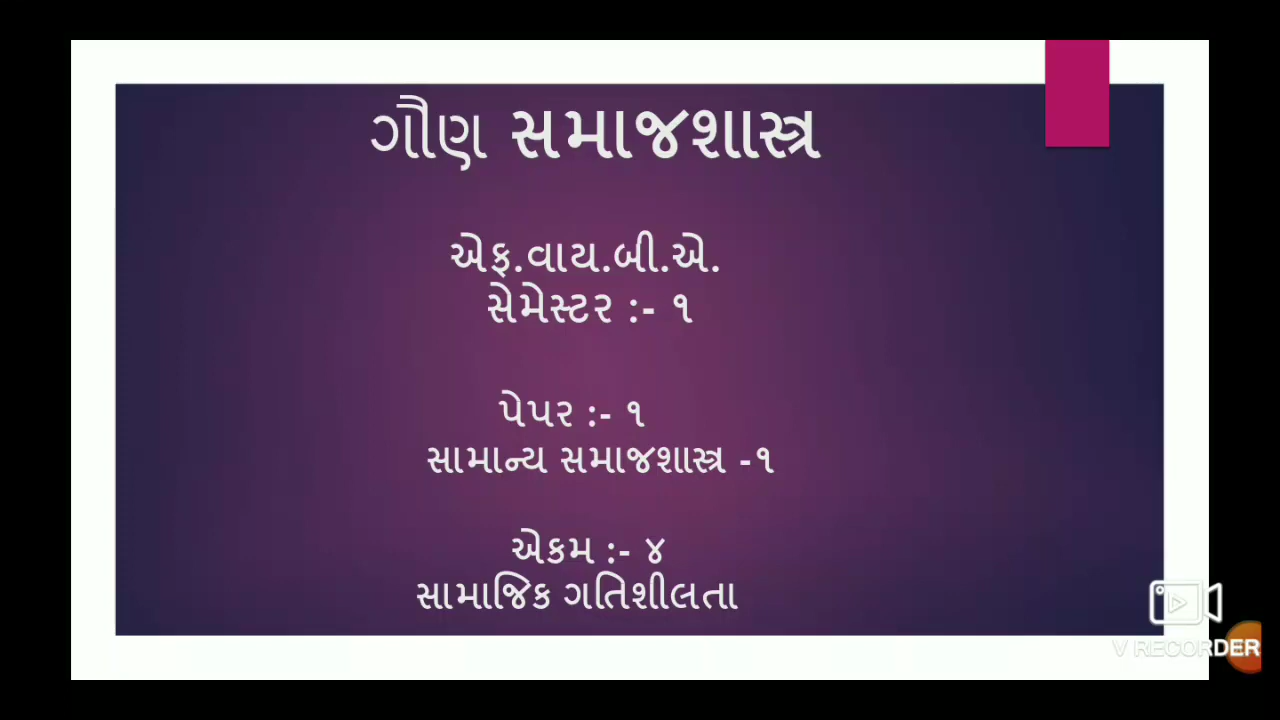 ગૌણ સમાજશાસ્ત્ર
એફ.વાય.બી.એ.
સેમેસ્ટર :- ૧
પેપર :- ૧
સામાન્ય સમાજશાસ્ત્ર -૧
એકમ :- ૪
સામાજિક ગતિશીલતા
V RECORDER